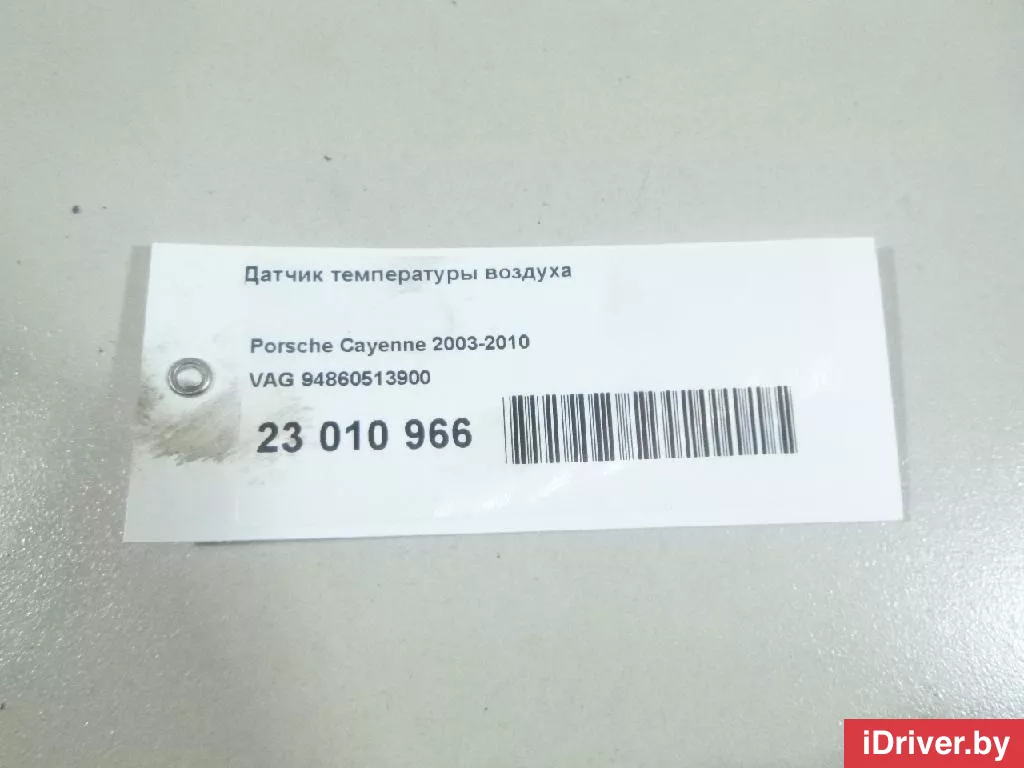 Датчик температуры воздуха
Porsche Cayenne 2003-2010
VAG 94860513900
23 010 966
iDriver.by